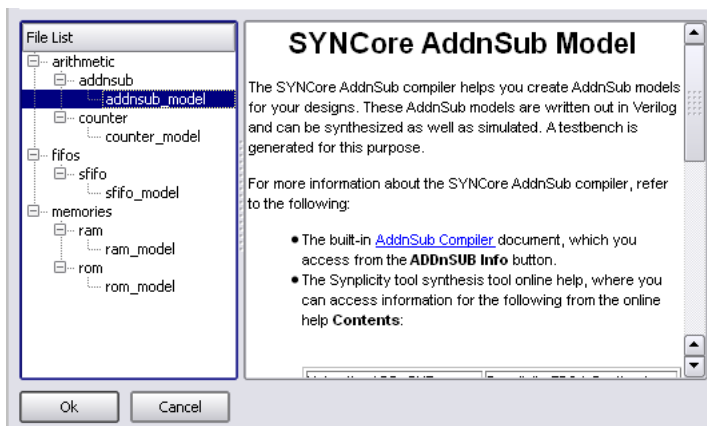 File List
arithmetic
addnsub
addnsub_model
counter
counter_model
fifos
sfifo
sfifo_model
memories
ram
ram_model
rom
rom_model
SYNCore AddnSub Model
The SYNCore AddnSub compiler helps you create AddnSub models
for your designs. These AddnSub models are written out in Verilog
and can be synthesized as well as simulated. A testbench is
generated for this purpose.
For more information about the SYNCore AddnSub compiler, refer
to the following:
● The built-in AddnSub Compiler document, which you
access from the ADDnSUB Info button.
● The Synplicity tool synthesis tool online help, where you
can access information for the following from the online
help Contents:
Ok
Cancel